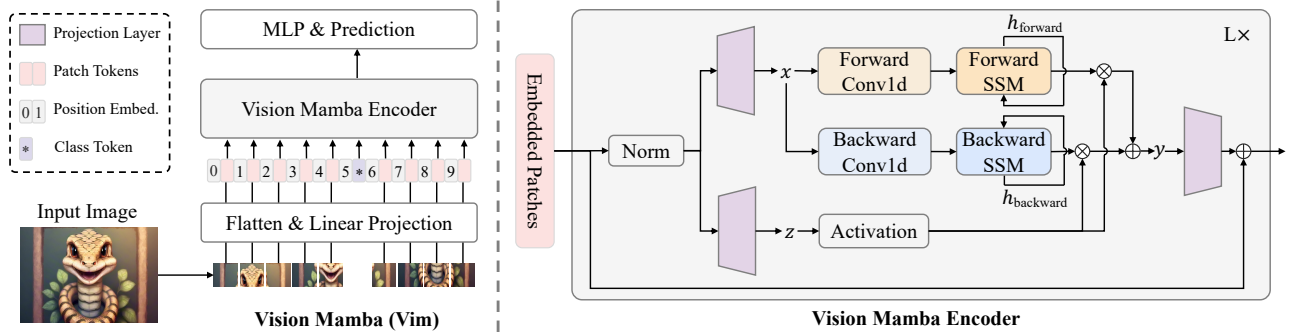 Projection Layer
Patch Tokens
0 1 Position Embed.
* Class Token
Input Image
MLP & Prediction
Vision Mamba Encoder
0 1 2 3 4 5 * 6 7 8 9
Flatten & Linear Projection
Vision Mamba (Vim)
Embedded Patches
L×
Norm
x
Forward
Conv1d
Forward
SSM
h_forward
Backward
Conv1d
Backward
SSM
h_backward
y
z
Activation
Vision Mamba Encoder